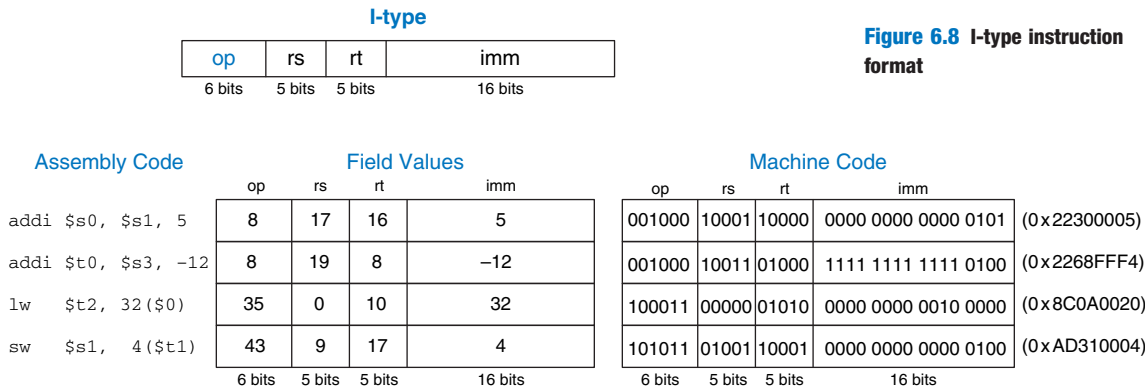 I-type
op rs rt imm
6 bits 5 bits 5 bits 16 bits
Figure 6.8 I-type instruction
format
Assembly Code Field Values Machine Code
op rs rt imm op rs rt imm
addi $s0, $s1, 5 8 17 16 5 001000 10001 10000 0000 0000 0000 0101 (0x22300005)
addi $t0, $s3, –12 8 19 8 –12 001000 10011 01000 1111 1111 1111 0100 (0x2268FFF4)
lw $t2, 32($0) 35 0 10 32 100011 00000 01010 0000 0000 0010 0000 (0x8C0A0020)
sw $s1, 4($t1) 43 9 17 4 101011 01001 10001 0000 0000 0000 0100 (0xAD310004)
6 bits 5 bits 5 bits 16 bits 6 bits 5 bits 5 bits 16 bits